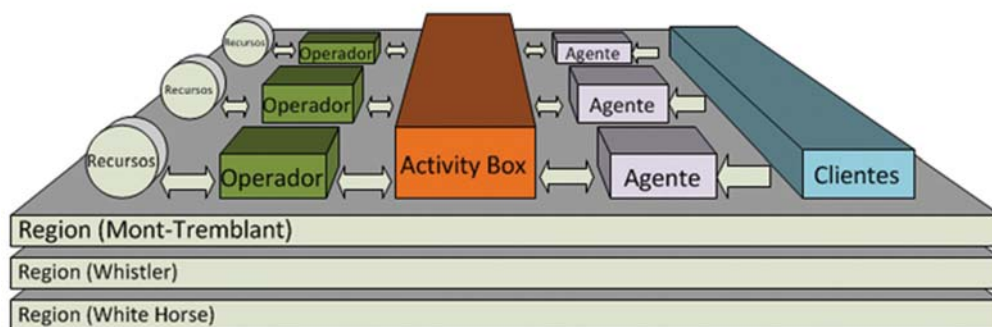 Recursos Operador Agente
Recursos Operador Agente
Recursos Operador Activity Box Agente Clientes
Region (Mont-Tremblant)
Region (Whistler)
Region (White Horse)